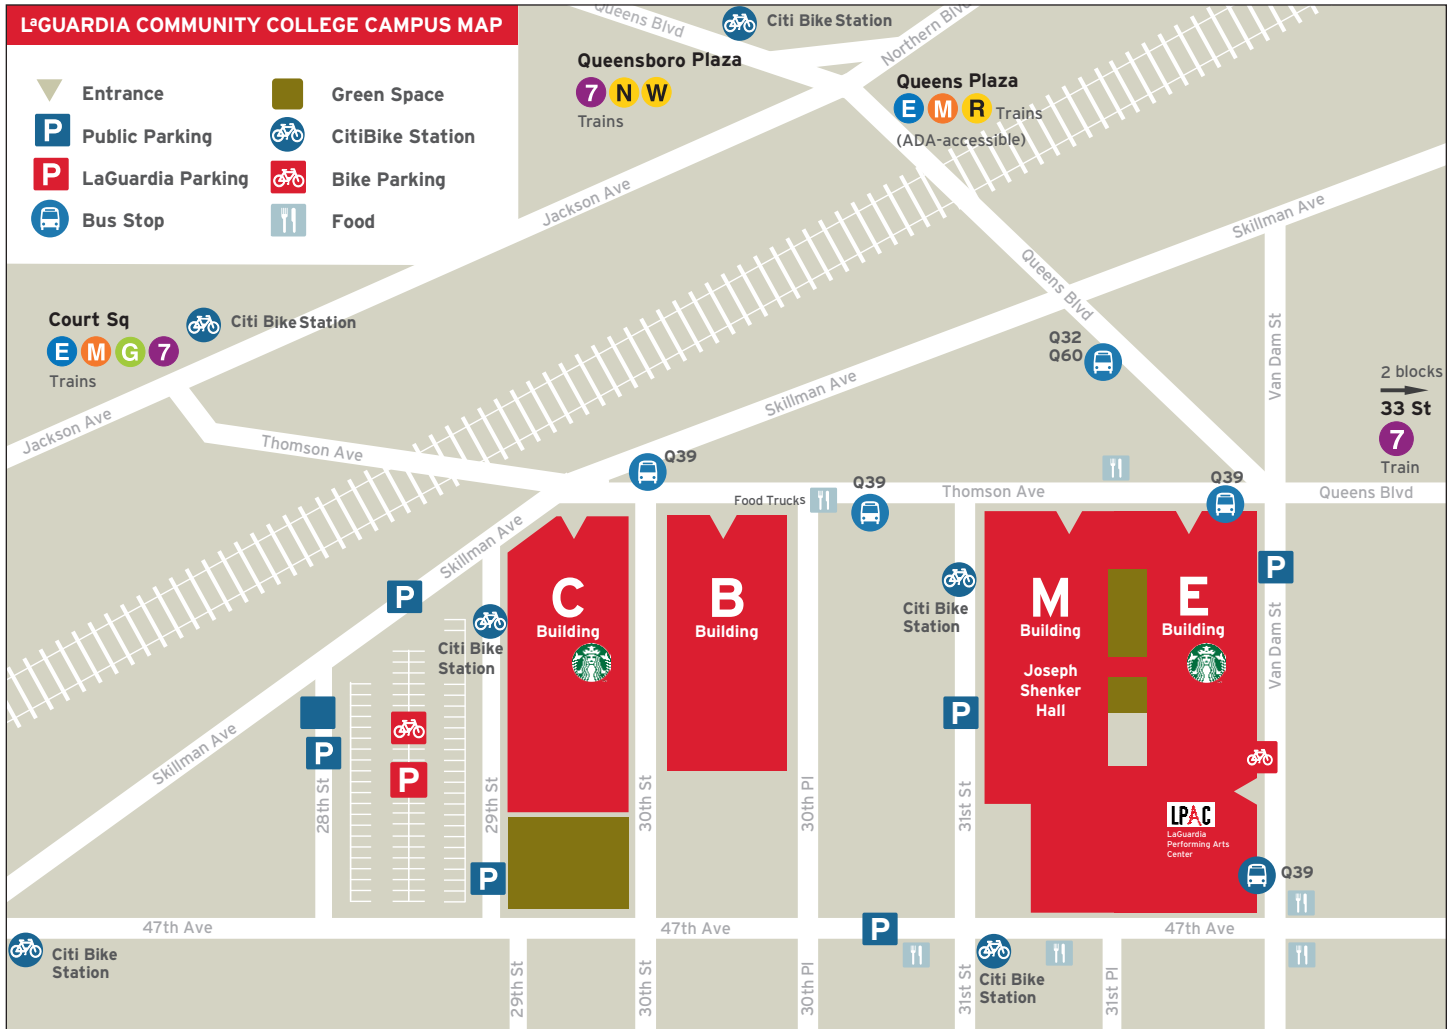 LaGUARDIA COMMUNITY COLLEGE CAMPUS MAP
Entrance
Green Space
P
Public Parking
CitiBike Station
P
LaGuardia Parking
Bike Parking
Bus Stop
Food
Queens Blvd
Citi Bike Station
Northern Blvd
Queensboro Plaza
7 N W
Trains
Queens Plaza
E M R Trains
(ADA-accessible)
Jackson Ave
Skillman Ave
Queens Blvd
Court Sq
Citi Bike Station
E M G 7
Trains
Van Dam St
Q32
Q60
2 blocks
33 St
7
Train
Jackson Ave
Skillman Ave
Thomson Ave
Q39
Food Trucks
Q39
Thomson Ave
Q39
Queens Blvd
Skillman Ave
P
Citi Bike
Station
C
Building
B
Building
Citi Bike
Station
M
Building
Joseph
Shenker
Hall
E
Building
P
Van Dam St
P
P
P
Skillman Ave
28th St
29th St
30th St
30th Pl
31st St
LPAC
LaGuardia
Performing Arts
Center
P
Q39
47th Ave
47th Ave
P
47th Ave
Citi Bike
Station
29th St
30th St
30th Pl
31st St
Citi Bike
Station
31st Pl